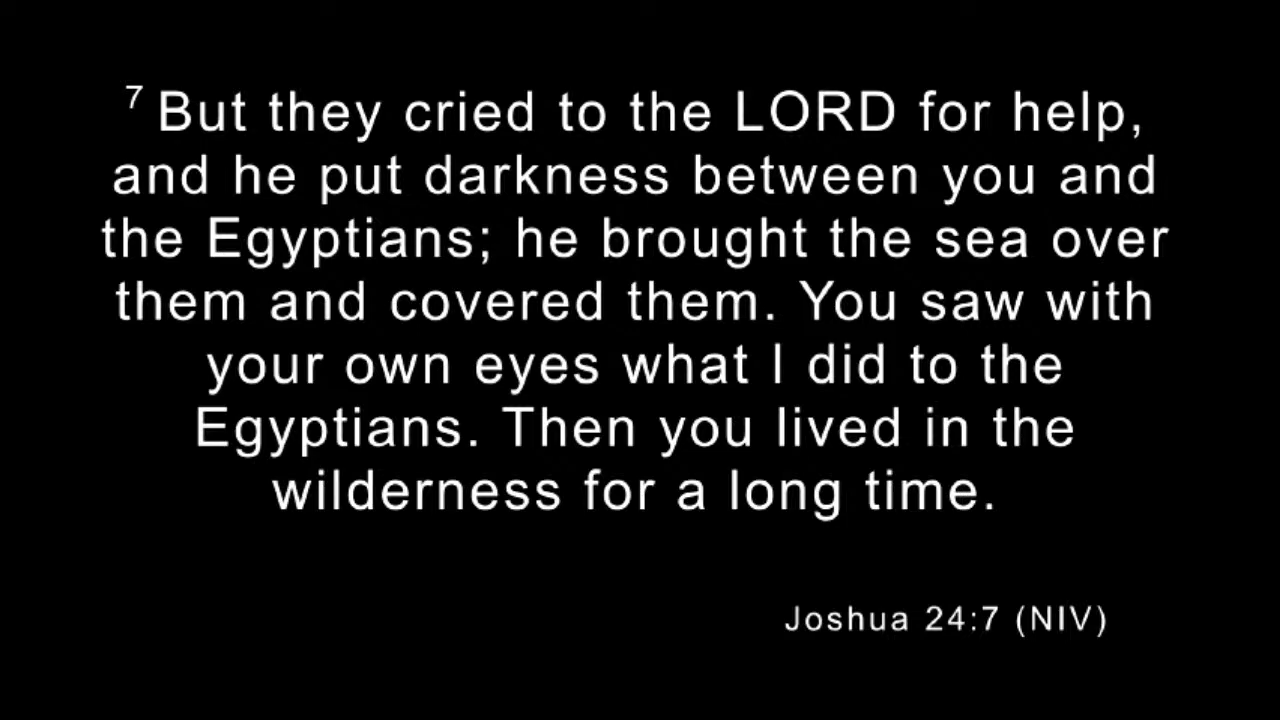 7 But they cried to the LORD for help,
and he put darkness between you and
the Egyptians; he brought the sea over
them and covered them. You saw with
your own eyes what I did to the
Egyptians. Then you lived in the
wilderness for a long time.
Joshua 24:7 (NIV)